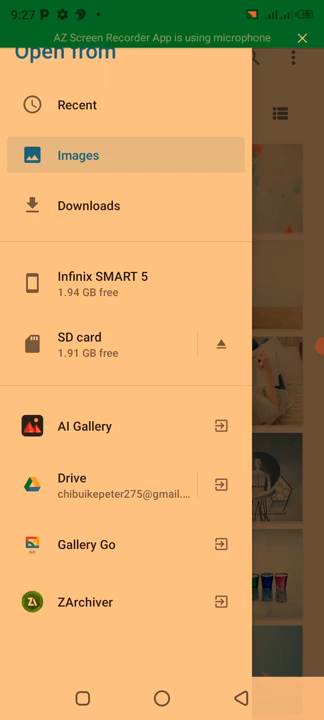 9:27
AZ Screen Recorder App is using microphone
Open from
Recent
Images
Downloads
Infinix SMART 5
1.94 GB free
SD card
1.91 GB free
AI Gallery
Drive
chibuikepeter275@gmail....
Gallery Go
ZArchiver